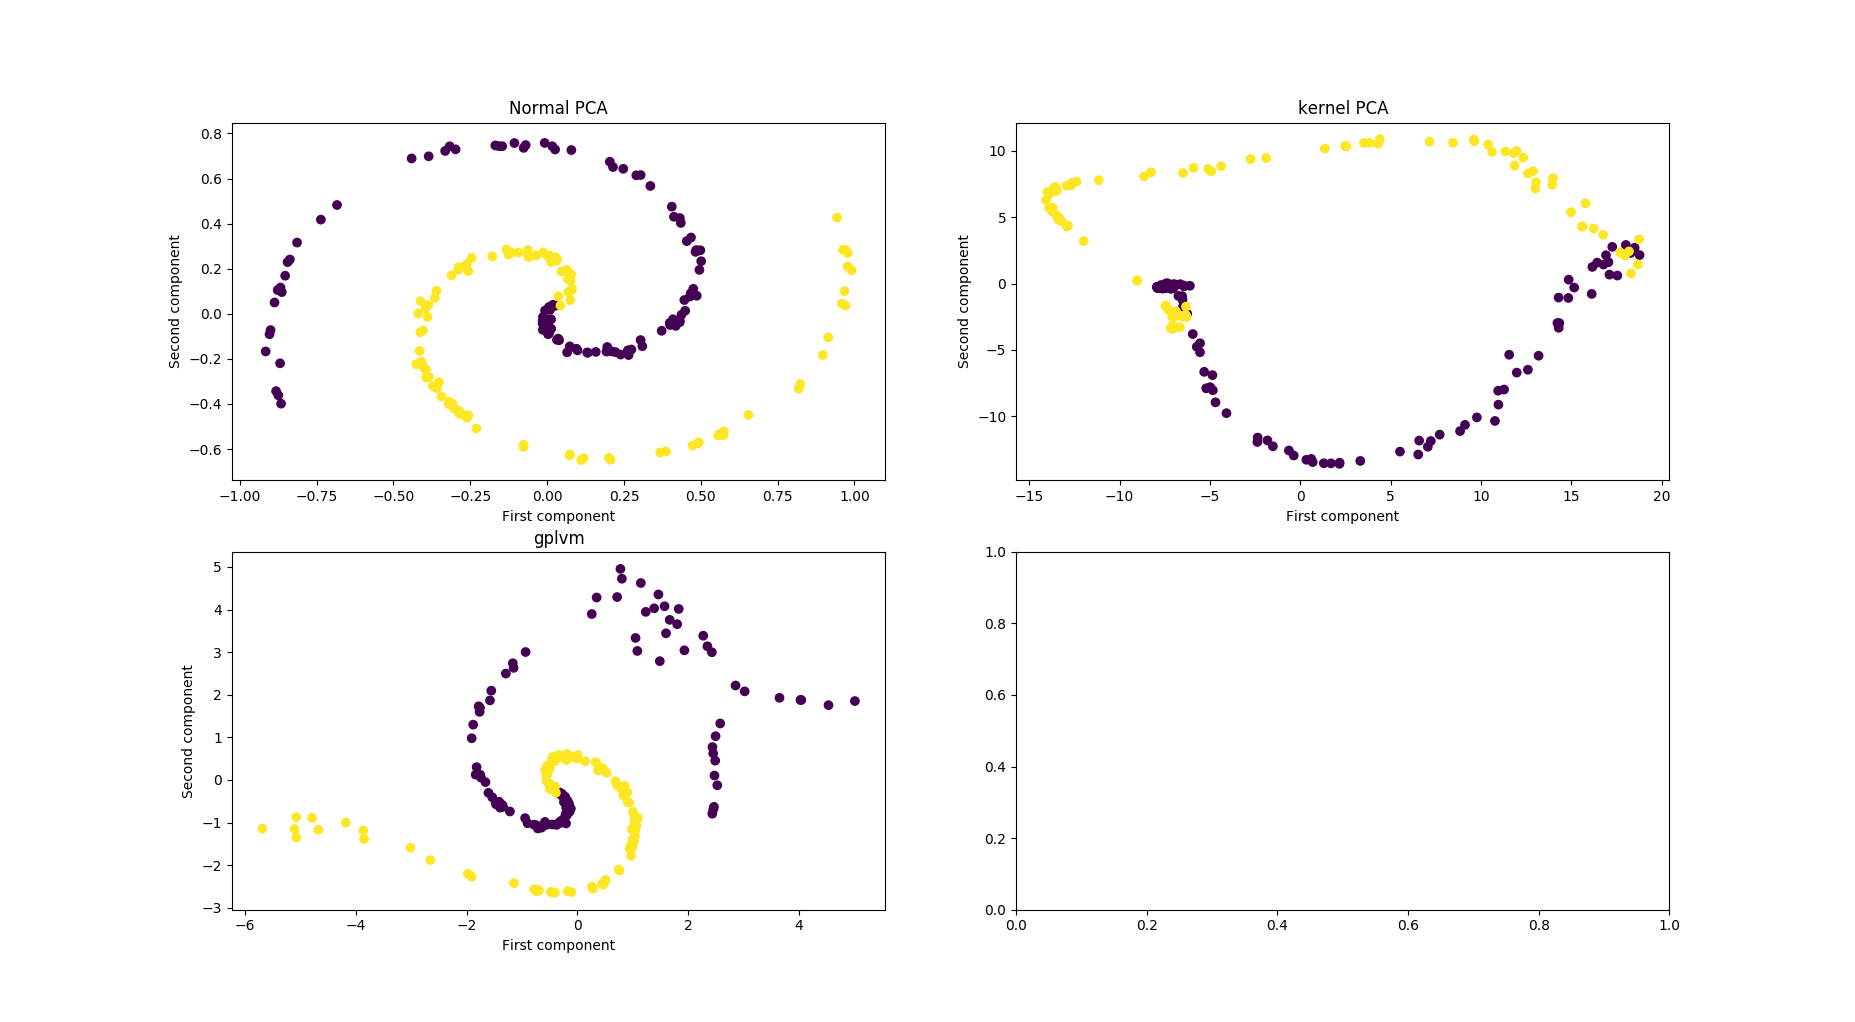 Normal PCA
0.8
0.6
0.4
0.2
0.0
−0.2
−0.4
−0.6
Second component
−1.00 −0.75 −0.50 −0.25 0.00 0.25 0.50 0.75 1.00
First component
kernel PCA
10
5
0
−5
−10
Second component
−15 −10 −5 0 5 10 15 20
First component
gplvm
5
4
3
2
1
0
−1
−2
−3
Second component
−6 −4 −2 0 2 4
First component
1.0
0.8
0.6
0.4
0.2
0.0
0.0 0.2 0.4 0.6 0.8 1.0